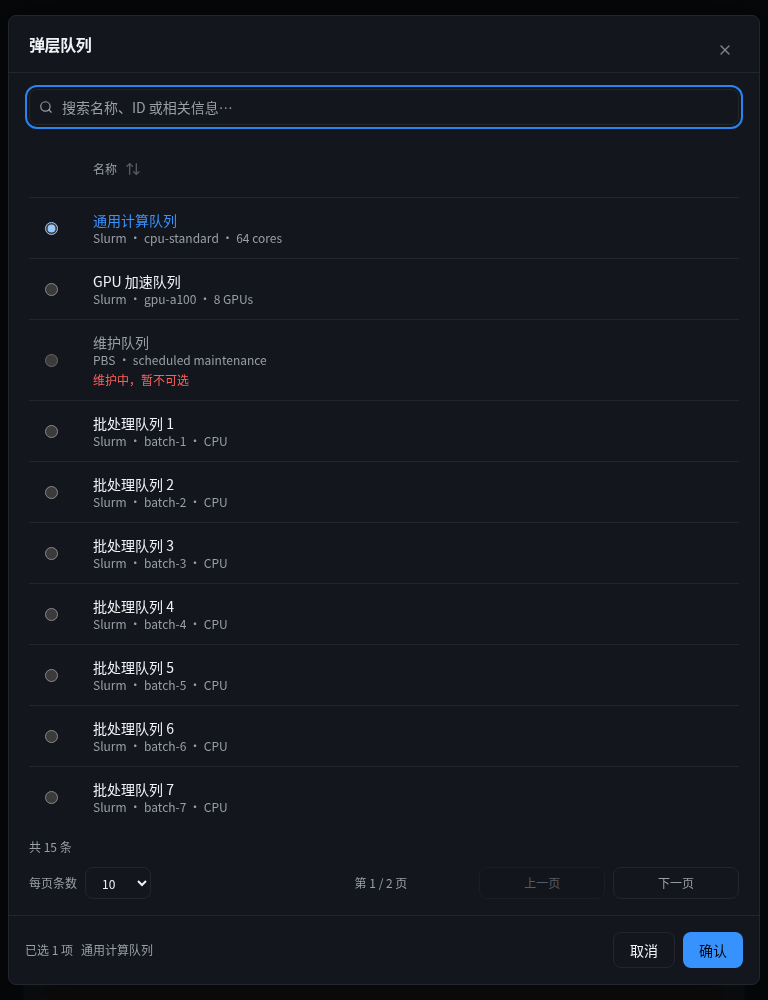 弹层队列
搜索名称、ID 或相关信息…
名称
通用计算队列
Slurm • cpu-standard • 64 cores
GPU 加速队列
Slurm • gpu-a100 • 8 GPUs
维护队列
PBS • scheduled maintenance
维护中，暂不可选
批处理队列 1
Slurm • batch-1 • CPU
批处理队列 2
Slurm • batch-2 • CPU
批处理队列 3
Slurm • batch-3 • CPU
批处理队列 4
Slurm • batch-4 • CPU
批处理队列 5
Slurm • batch-5 • CPU
批处理队列 6
Slurm • batch-6 • CPU
批处理队列 7
Slurm • batch-7 • CPU
共 15 条
每页条数 10 第 1 / 2 页 上一页 下一页
已选 1 项 通用计算队列 取消 确认